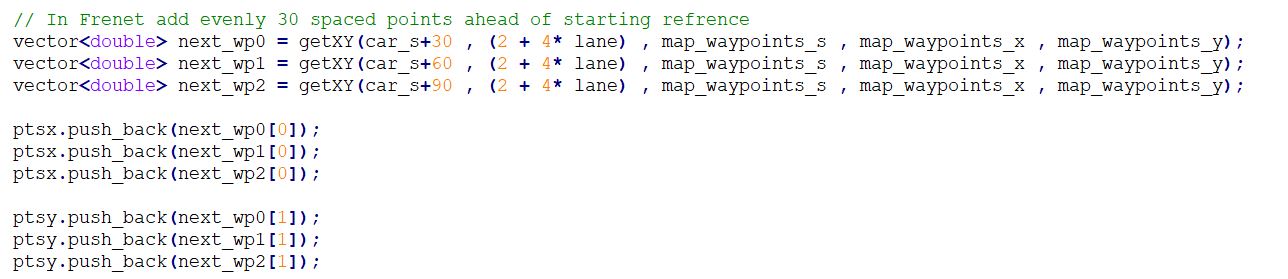 // In Frenet add evenly 30 spaced points ahead of starting refrence
vector<double> next_wp0 = getXY(car_s+30 , (2 + 4* lane) , map_waypoints_s , map_waypoints_x , map_waypoints_y);
vector<double> next_wp1 = getXY(car_s+60 , (2 + 4* lane) , map_waypoints_s , map_waypoints_x , map_waypoints_y);
vector<double> next_wp2 = getXY(car_s+90 , (2 + 4* lane) , map_waypoints_s , map_waypoints_x , map_waypoints_y);

ptsx.push_back(next_wp0[0]);
ptsx.push_back(next_wp1[0]);
ptsx.push_back(next_wp2[0]);

ptsy.push_back(next_wp0[1]);
ptsy.push_back(next_wp1[1]);
ptsy.push_back(next_wp2[1]);